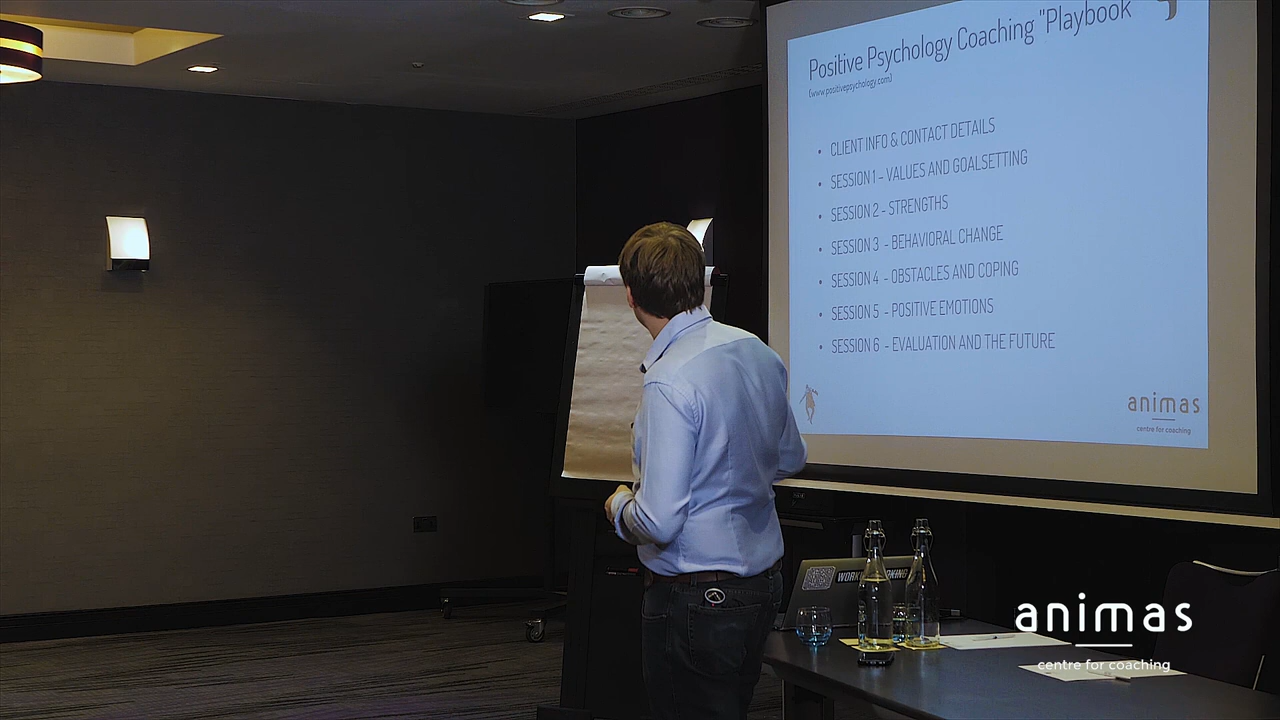 Positive Psychology Coaching "Playbook
(www.positivepsychology.com)
• CLIENT INFO & CONTACT DETAILS
• SESSION 1 - VALUES AND GOALSETTING
• SESSION 2 - STRENGTHS
• SESSION 3 - BEHAVIORAL CHANGE
• SESSION 4 - OBSTACLES AND COPING
• SESSION 5 - POSITIVE EMOTIONS
• SESSION 6 - EVALUATION AND THE FUTURE
animas
centre for coaching
animas
centre for coaching